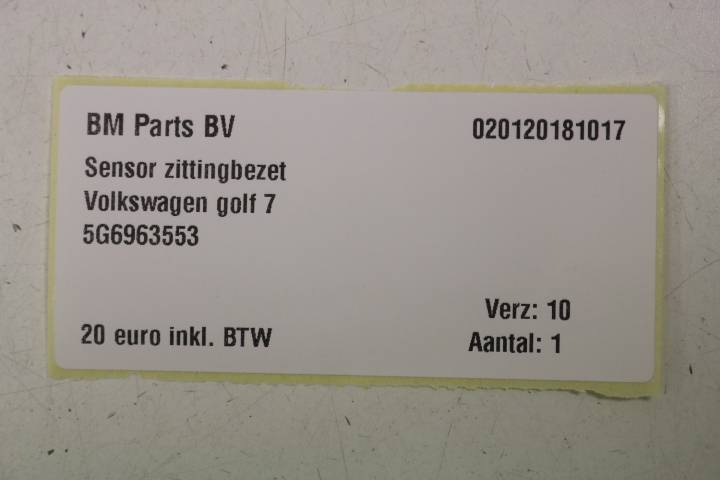 BM Parts BV
020120181017
Sensor zittingbezet
Volkswagen golf 7
5G6963553
Verz: 10
20 euro inkl. BTW
Aantal: 1